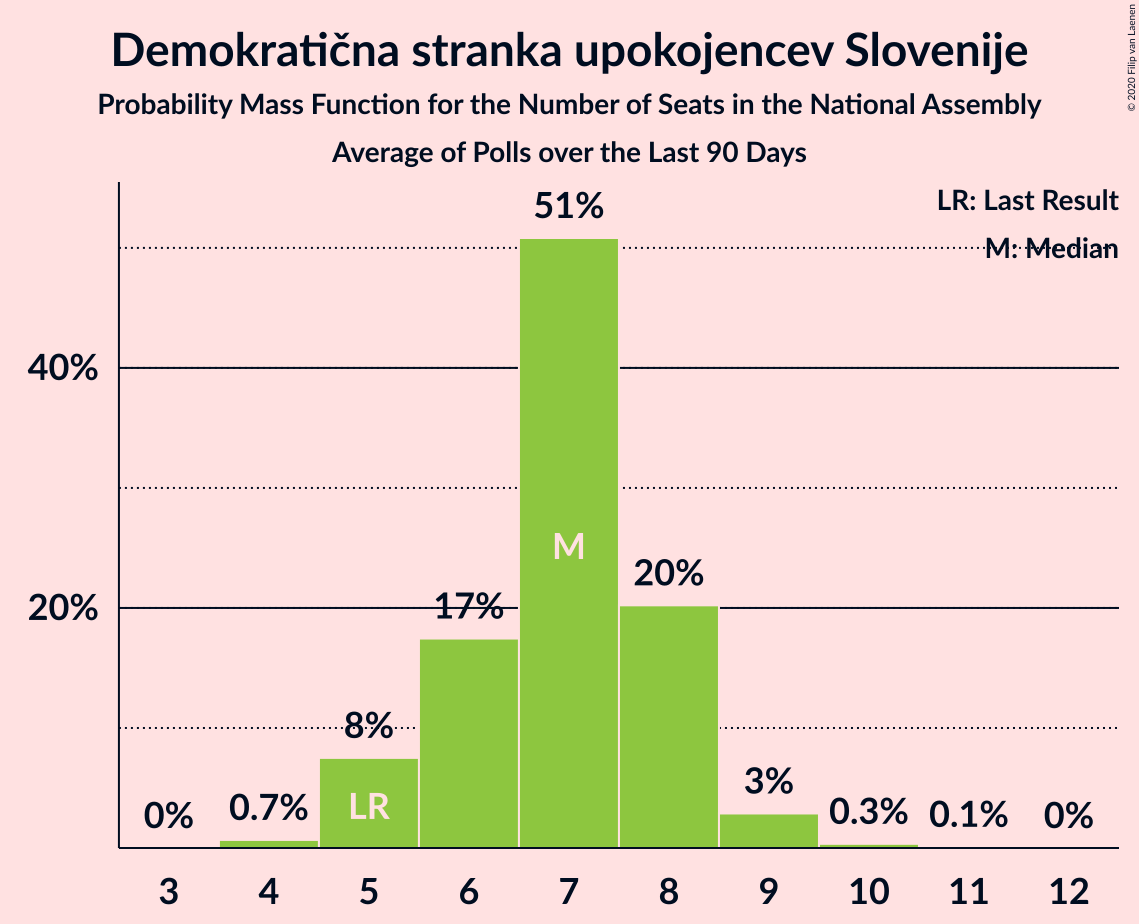 Demokratična stranka upokojencev Slovenije
Probability Mass Function for the Number of Seats in the National Assembly
Average of Polls over the Last 90 Days
© 2020 Filip van Laenen
LR: Last Result
M: Median
51%
40%
M
20%
20%
17%
8%
LR
3%
0%
0.7%
0.3%
0.1%
0%
3 4 5 6 7 8 9 10 11 12